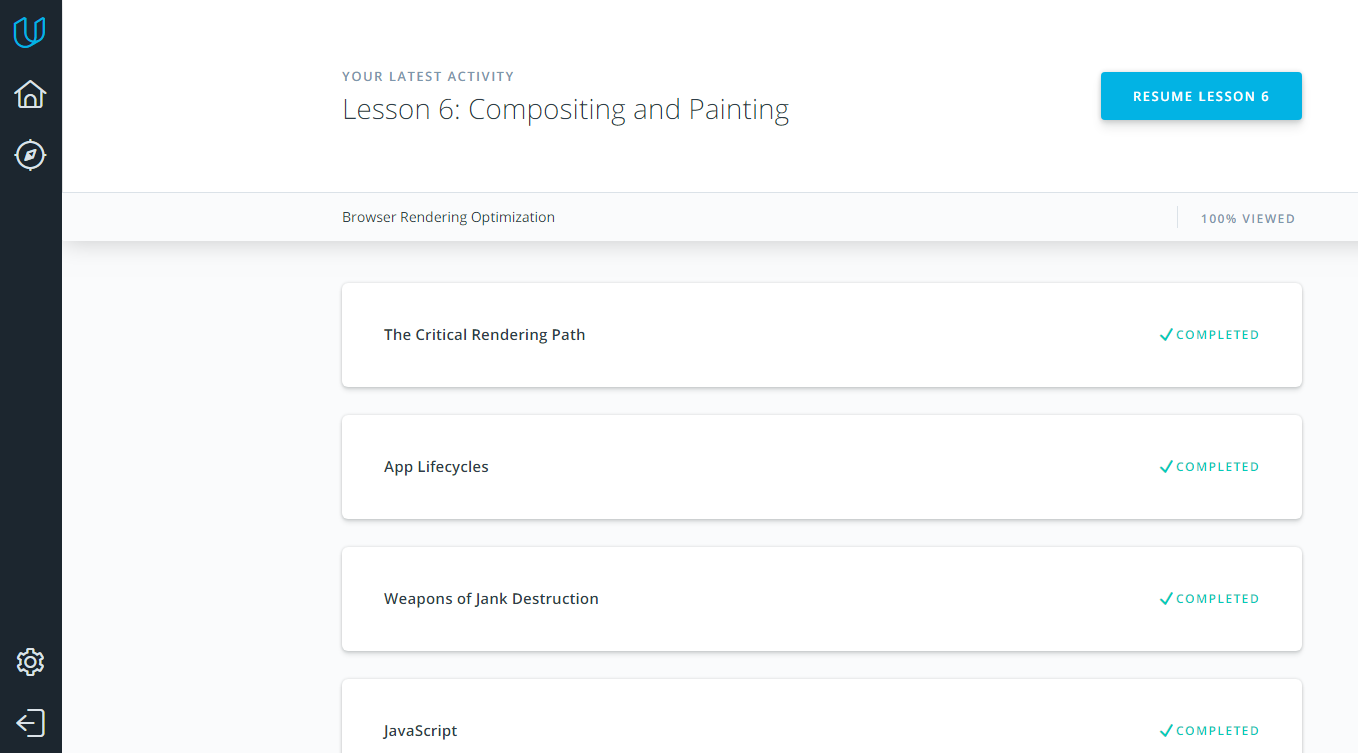 YOUR LATEST ACTIVITY
Lesson 6: Compositing and Painting
RESUME LESSON 6
Browser Rendering Optimization
100% VIEWED
The Critical Rendering Path
COMPLETED
App Lifecycles
COMPLETED
Weapons of Jank Destruction
COMPLETED
JavaScript
COMPLETED